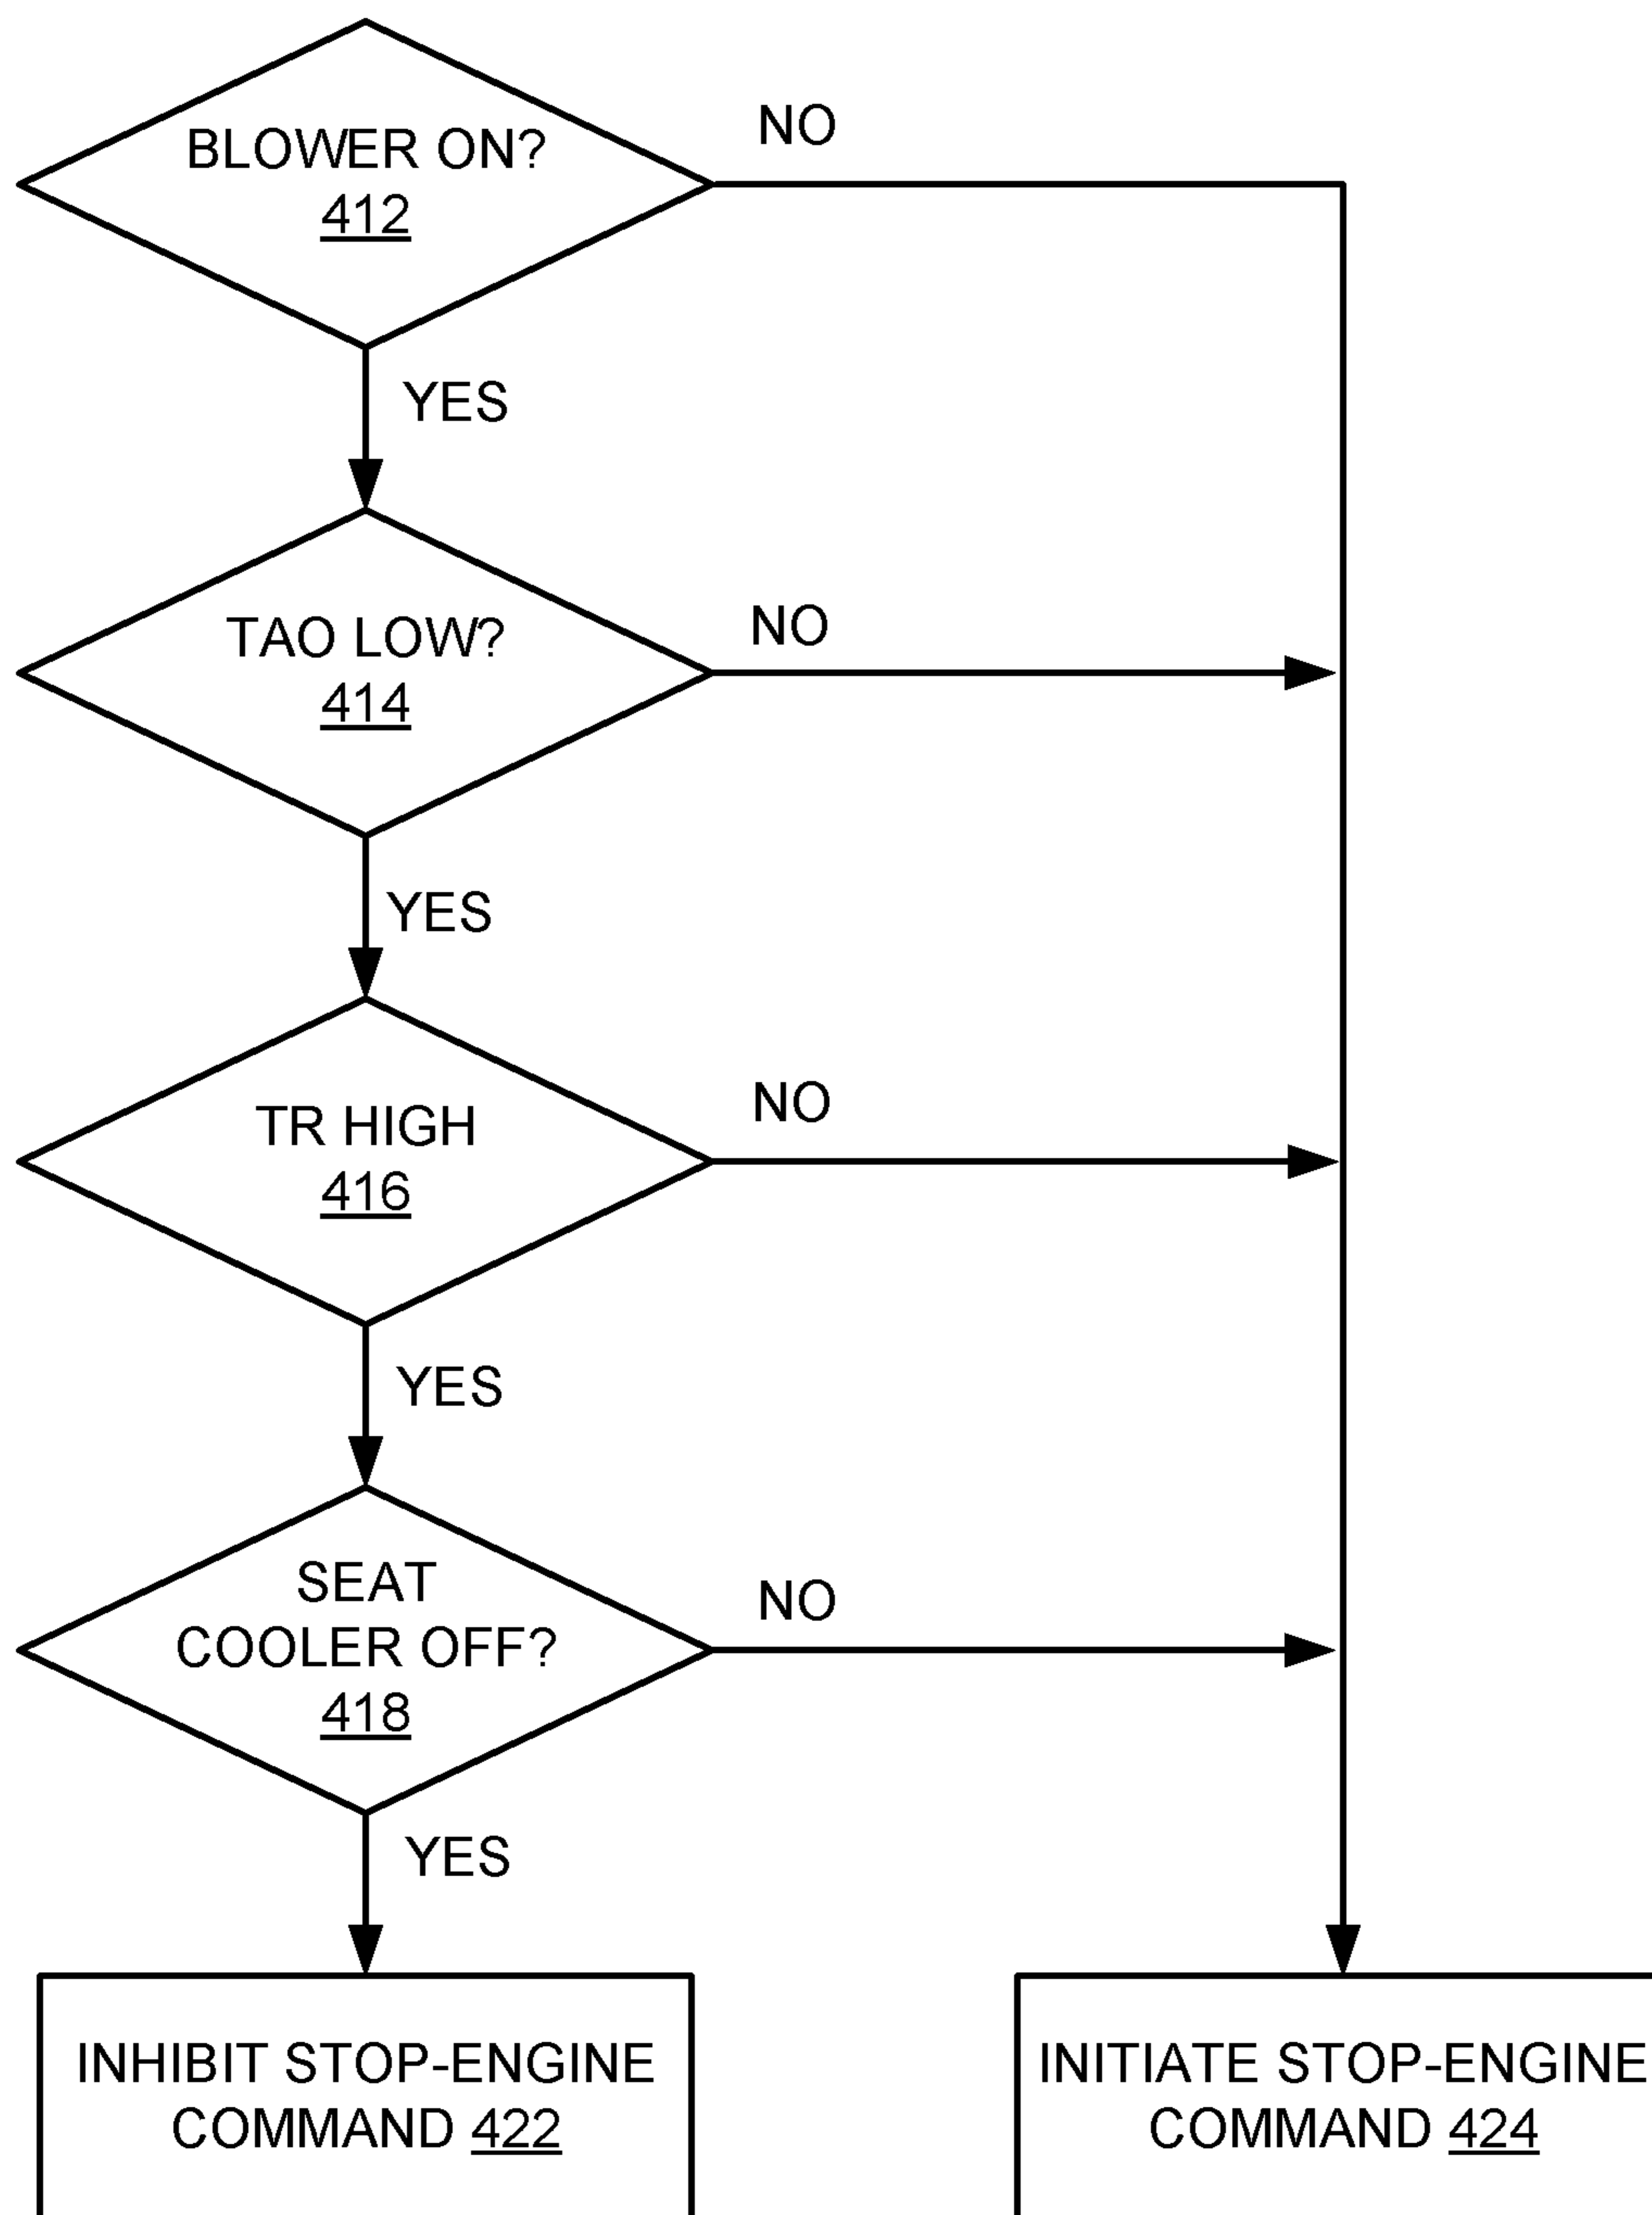 BLOWER ON?
412
NO
YES
TAO LOW?
414
NO
YES
TR HIGH
416
NO
YES
SEAT
COOLER OFF?
418
NO
YES
INHIBIT STOP-ENGINE
COMMAND 422
INITIATE STOP-ENGINE
COMMAND 424